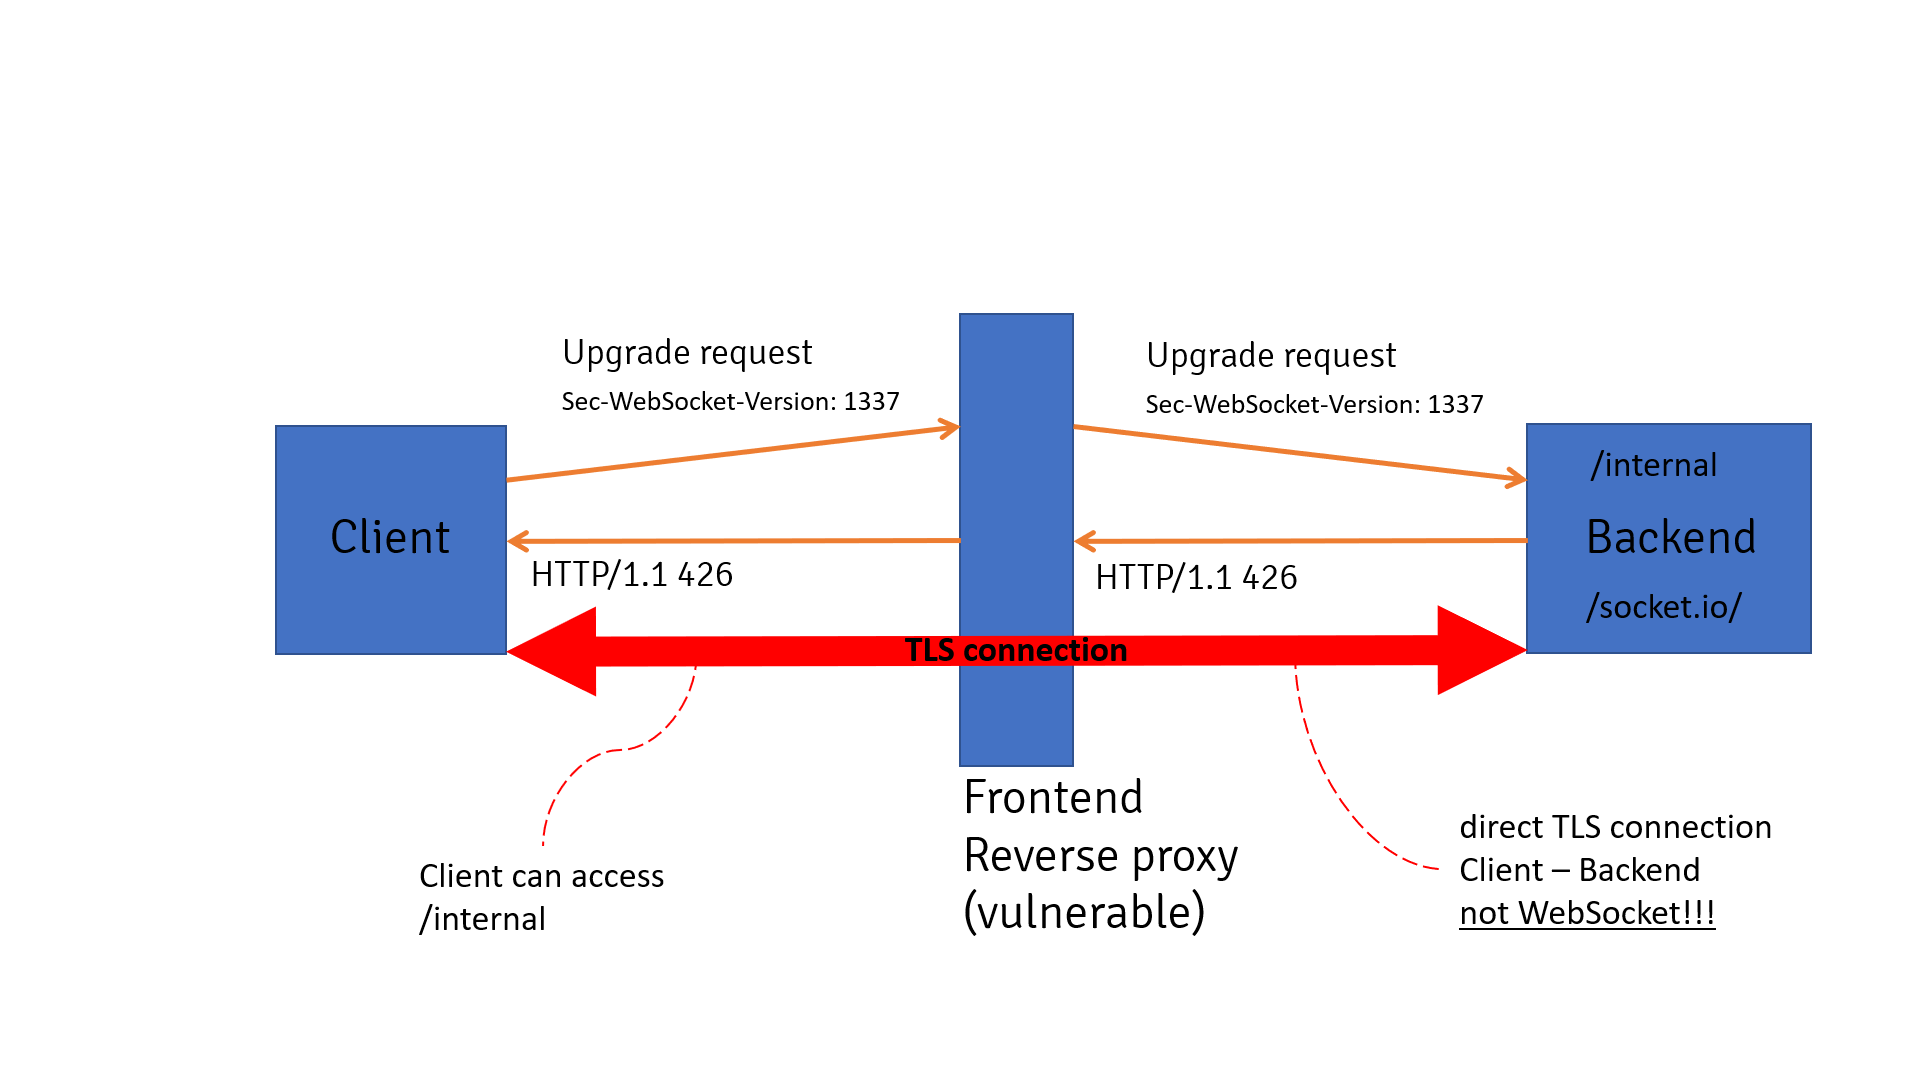 Upgrade request
Sec-WebSocket-Version: 1337
Upgrade request
Sec-WebSocket-Version: 1337
Client
/internal
Backend
/socket.io/
HTTP/1.1 426
HTTP/1.1 426
TLS connection
Frontend
Reverse proxy
(vulnerable)
Client can access
/internal
direct TLS connection
Client – Backend
not WebSocket!!!